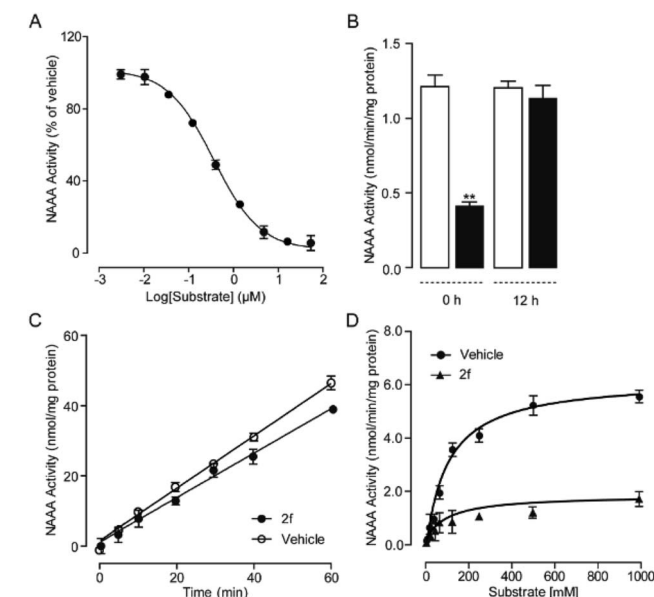 A
NAAA Activity (% of vehicle)
120
80
40
0
-3
-2
-1
0
1
2
Log[Substrate] (µM)
B
NAAA Activity (nmol/min/mg protein)
1.5
1.0
0.5
0.0
**
0 h
12 h
C
NAAA Activity (nmol/mg protein)
60
40
20
0
2f
Vehicle
0
20
40
60
Time (min)
D
NAAA Activity (nmol/min/mg protein)
8.0
6.0
4.0
2.0
0.0
Vehicle
2f
0
200
400
600
800
1000
Substrate [mM]